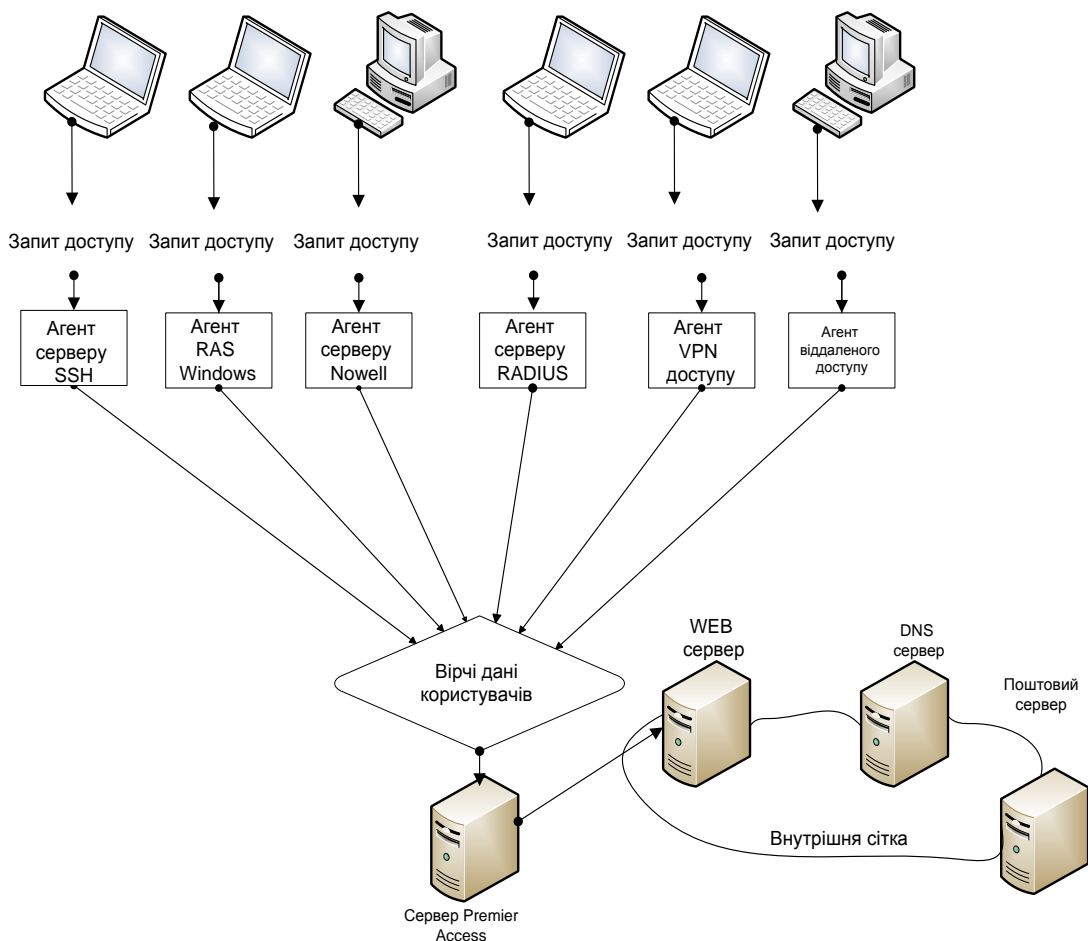 Запит доступу
Запит доступу
Запит доступу
Запит доступу
Запит доступу
Запит доступу
Агент
серверу
SSH
Агент
RAS
Windows
Агент
серверу
Nowell
Агент
серверу
RADIUS
Агент
VPN
доступу
Агент
віддаленого
доступу
Вірчі дані
користувачів
WEB
сервер
DNS
сервер
Поштовий
сервер
Внутрішня сітка
Сервер Premier
Access